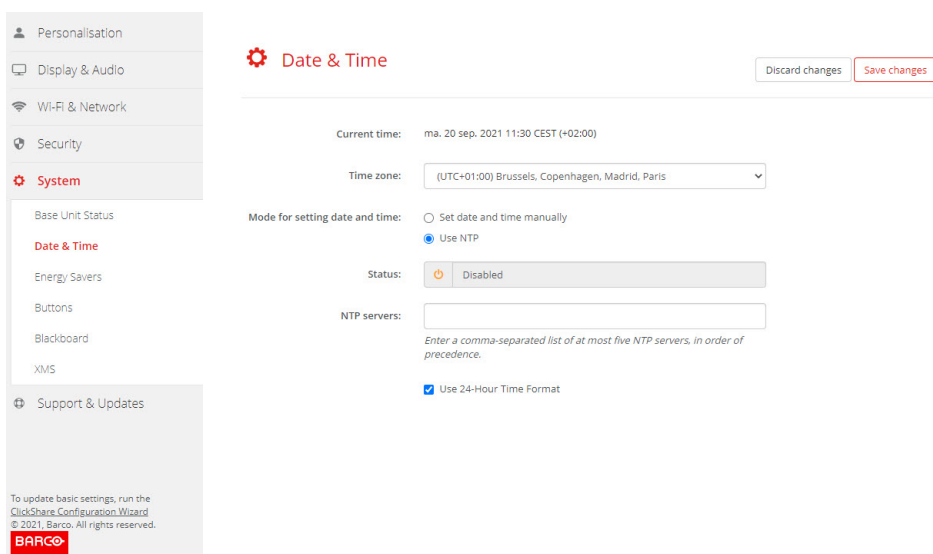 Personalisation
Display & Audio
Wi-Fi & Network
Security
System
Base Unit Status
Date & Time
Energy Savers
Buttons
Blackboard
XMS
Support & Updates
To update basic settings, run the
ClickShare Configuration Wizard
© 2021, Barco. All rights reserved.
BARCO
Date & Time
Discard changes
Save changes
Current time: ma. 20 sep. 2021 11:30 CEST (+02:00)
Time zone: (UTC+01:00) Brussels, Copenhagen, Madrid, Paris
Mode for setting date and time: Set date and time manually
Use NTP
Status: Disabled
NTP servers:
Enter a comma-separated list of at most five NTP servers, in order of
precedence.
Use 24-Hour Time Format